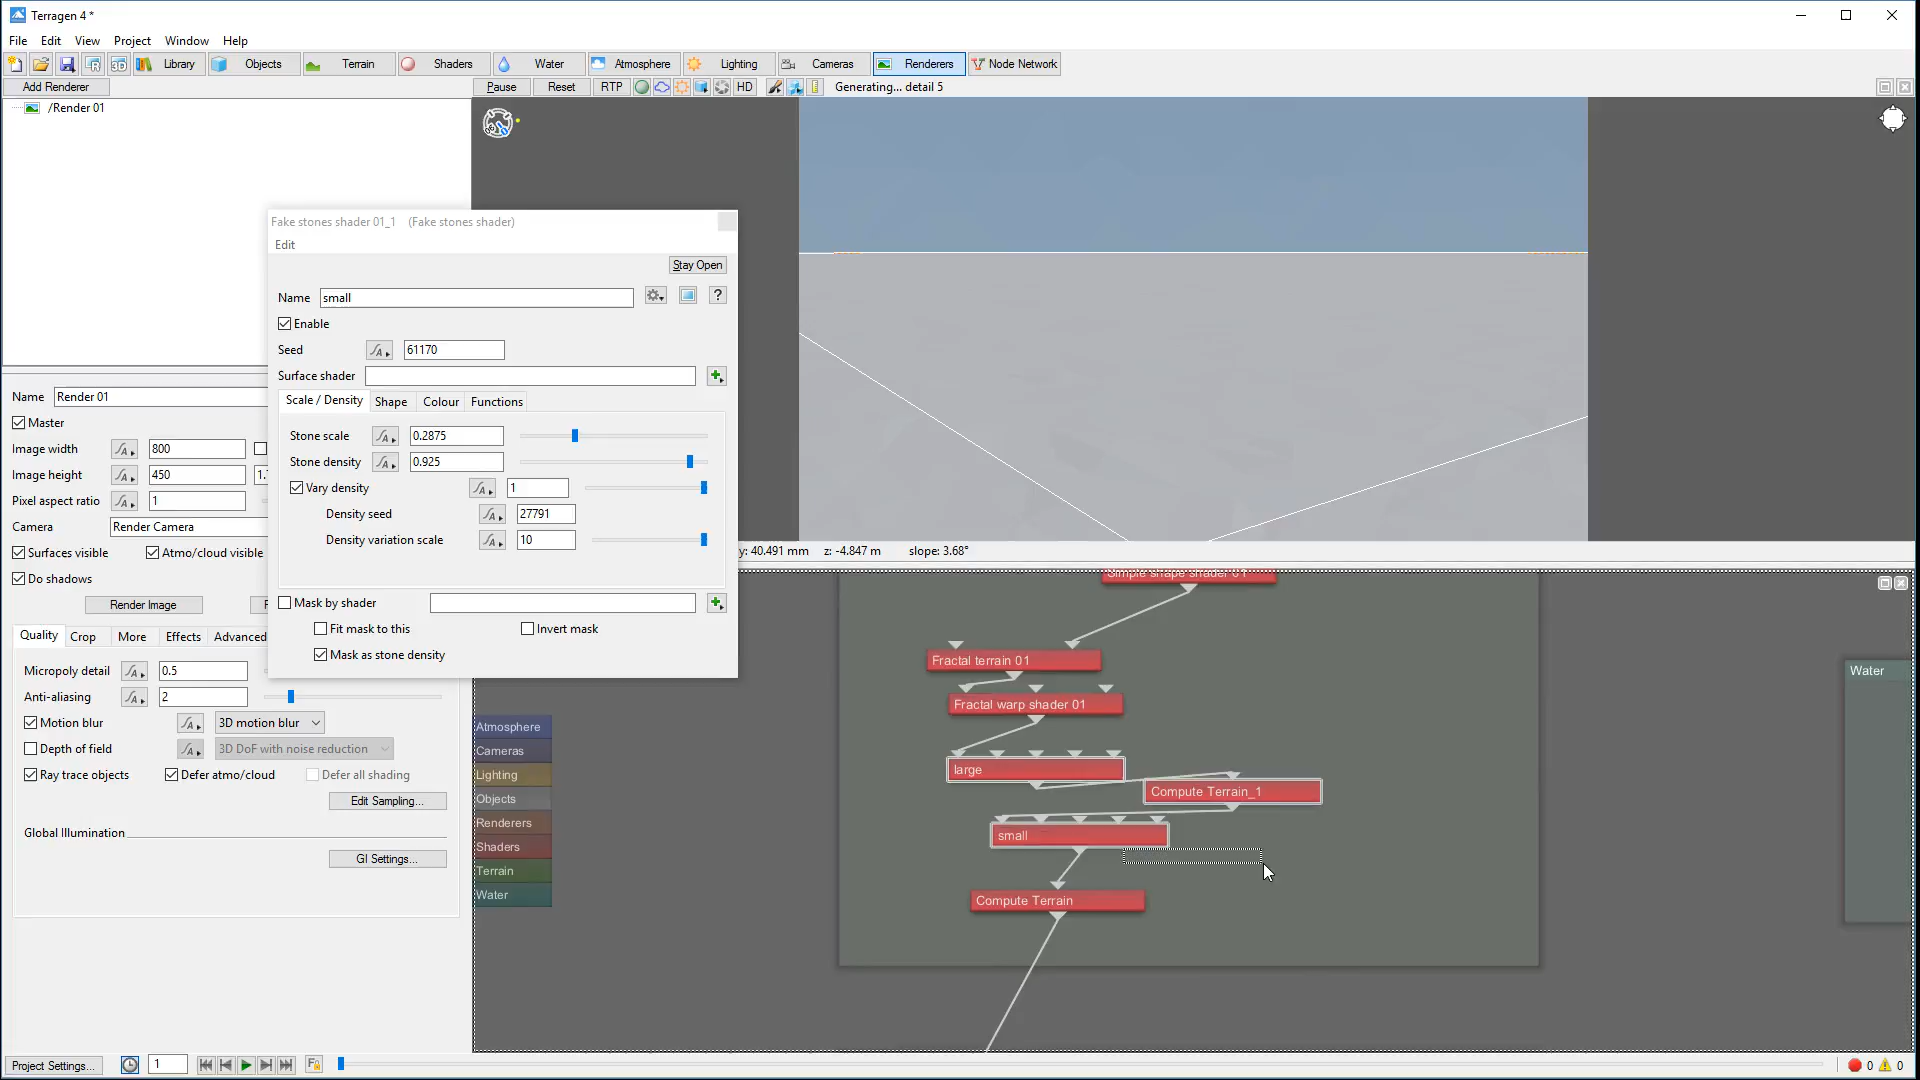 Terragen 4 *
File Edit View Project Window Help
Library Objects Terrain Shaders Water Atmosphere Lighting Cameras Renderers Node Network
Add Renderer Pause Reset RTP HD Generating... detail 5
/Render 01
Fake stones shader 01_1 (Fake stones shader)
Edit
Stay Open
Name small ?
Enable
Seed 61170
Surface shader
Scale / Density Shape Colour Functions
Stone scale 0.2875
Stone density 0.925
Vary density 1
Density seed 27791
Density variation scale 10
Mask by shader
Fit mask to this Invert mask
Mask as stone density
Name Render 01
Master
Image width 800
Image height 450 1.
Pixel aspect ratio 1
Camera Render Camera
Surfaces visible Atmo/cloud visible
Do shadows
Render Image
Quality Crop More Effects Advanced
Micropoly detail 0.5
Anti-aliasing 2
Motion blur 3D motion blur
Depth of field 3D DoF with noise reduction
Ray trace objects Defer atmo/cloud Defer all shading
Edit Sampling...
Global Illumination
GI Settings...
y: 40.491 mm z: -4.847 m slope: 3.68°
Simple shape shader 01
Fractal terrain 01
Fractal warp shader 01
large
Compute Terrain_1
small
Compute Terrain
Water
Atmosphere
Cameras
Lighting
Objects
Renderers
Shaders
Terrain
Water
Project Settings... 1 0 0